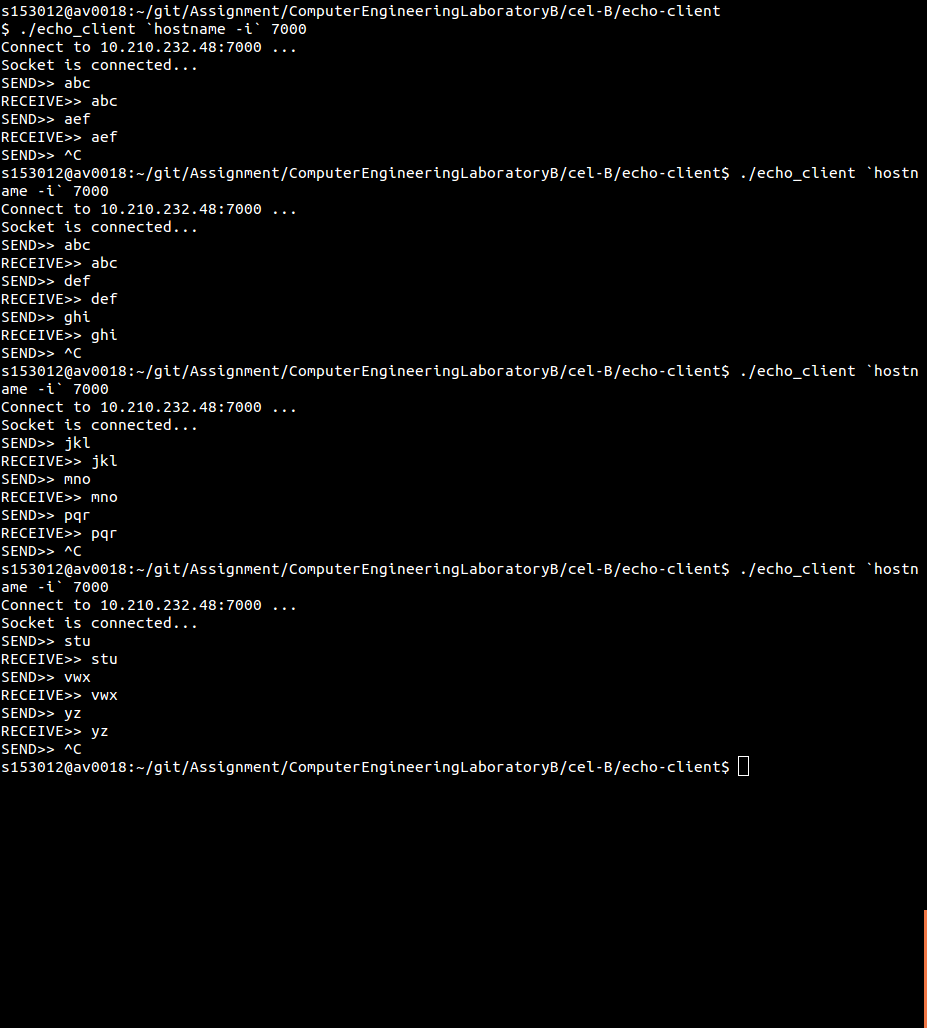 s153012@av0018:~/git/Assignment/ComputerEngineeringLaboratoryB/cel-B/echo-client
$ ./echo_client `hostname -i` 7000
Connect to 10.210.232.48:7000 ...
Socket is connected...
SEND>> abc
RECEIVE>> abc
SEND>> aef
RECEIVE>> aef
SEND>> ^C
s153012@av0018:~/git/Assignment/ComputerEngineeringLaboratoryB/cel-B/echo-client$ ./echo_client `hostn
ame -i` 7000
Connect to 10.210.232.48:7000 ...
Socket is connected...
SEND>> abc
RECEIVE>> abc
SEND>> def
RECEIVE>> def
SEND>> ghi
RECEIVE>> ghi
SEND>> ^C
s153012@av0018:~/git/Assignment/ComputerEngineeringLaboratoryB/cel-B/echo-client$ ./echo_client `hostn
ame -i` 7000
Connect to 10.210.232.48:7000 ...
Socket is connected...
SEND>> jkl
RECEIVE>> jkl
SEND>> mno
RECEIVE>> mno
SEND>> pqr
RECEIVE>> pqr
SEND>> ^C
s153012@av0018:~/git/Assignment/ComputerEngineeringLaboratoryB/cel-B/echo-client$ ./echo_client `hostn
ame -i` 7000
Connect to 10.210.232.48:7000 ...
Socket is connected...
SEND>> stu
RECEIVE>> stu
SEND>> vwx
RECEIVE>> vwx
SEND>> yz
RECEIVE>> yz
SEND>> ^C
s153012@av0018:~/git/Assignment/ComputerEngineeringLaboratoryB/cel-B/echo-client$